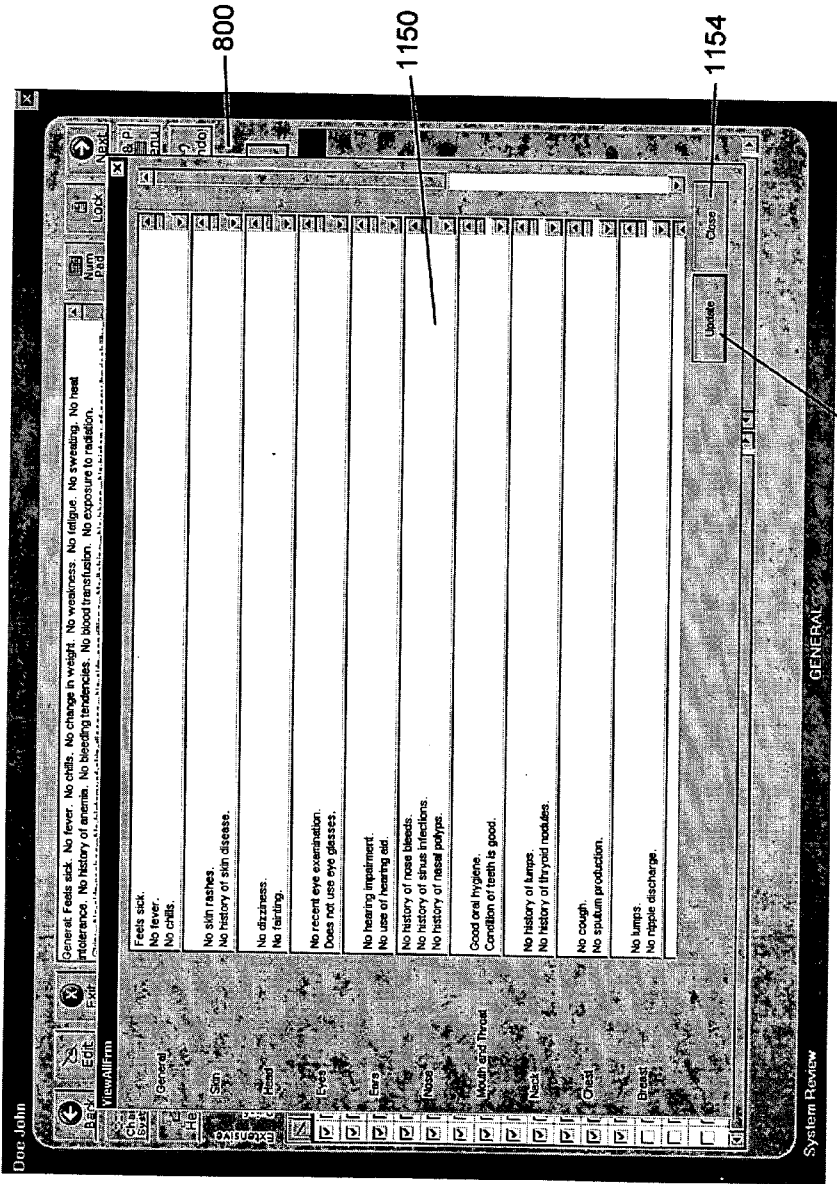 Doe John
Back
Edit
Exit
General: Feels sick. No fever. No chills. No change in weight. No weakness. No fatigue. No sweating. No heat
intolerance. No history of anemia. No bleeding tendencies. No blood transfusion. No exposure to radiation.
Num
Pad
Lock
Next
ViewAllFrm
General
Feels sick.
No fever.
No chills.
Skin
No skin rashes.
No history of skin disease.
Head
No dizziness.
No fainting.
Eyes
No recent eye examination.
Does not use eye glasses.
Ears
No hearing impairment.
No use of hearing aid.
Nose
No history of nose bleeds.
No history of sinus infections.
No history of nasal polyps.
Mouth and Throat
Good oral hygiene.
Condition of teeth is good.
Neck
No history of lumps.
No history of thryroid nodules.
Chest
No cough.
No sputum production.
Breast
No lumps.
No nipple discharge.
Update
Close
System Review
GENERAL
800
1150
1154